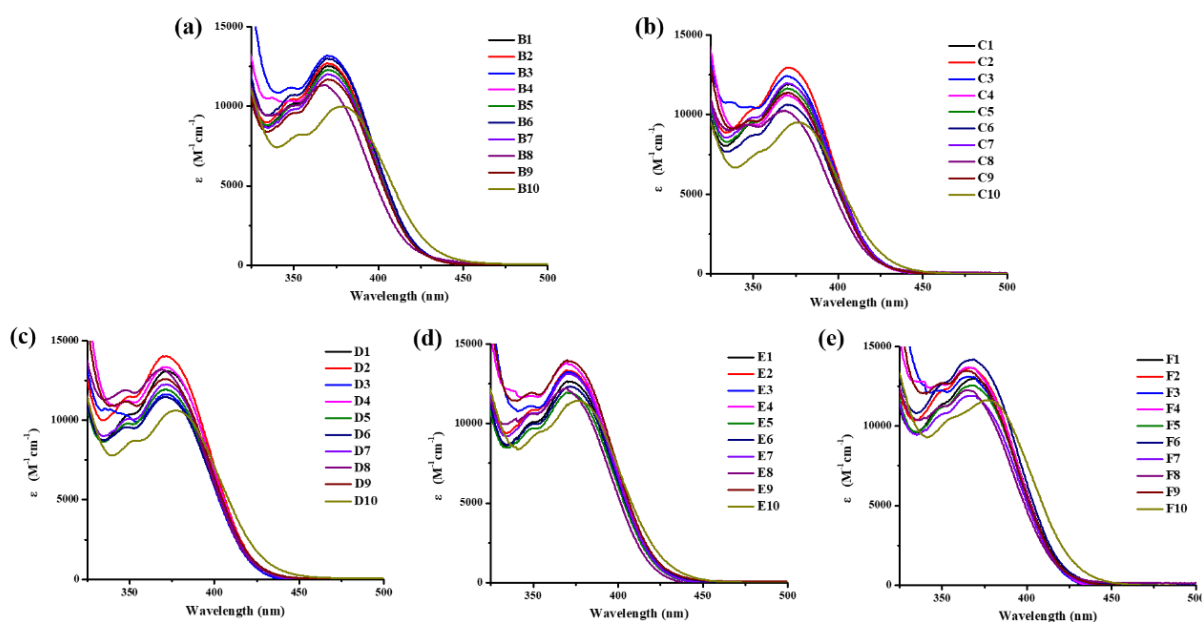 (a)
15000
10000
5000
0
ε (M⁻¹ cm⁻¹)
350
400
450
500
Wavelength (nm)
B1
B2
B3
B4
B5
B6
B7
B8
B9
B10
(b)
15000
10000
5000
0
ε (M⁻¹ cm⁻¹)
350
400
450
500
Wavelength (nm)
C1
C2
C3
C4
C5
C6
C7
C8
C9
C10
(c)
15000
10000
5000
0
ε (M⁻¹ cm⁻¹)
350
400
450
500
Wavelength (nm)
D1
D2
D3
D4
D5
D6
D7
D8
D9
D10
(d)
15000
10000
5000
0
ε (M⁻¹ cm⁻¹)
350
400
450
500
Wavelength (nm)
E1
E2
E3
E4
E5
E6
E7
E8
E9
E10
(e)
15000
10000
5000
0
ε (M⁻¹ cm⁻¹)
350
400
450
500
Wavelength (nm)
F1
F2
F3
F4
F5
F6
F7
F8
F9
F10